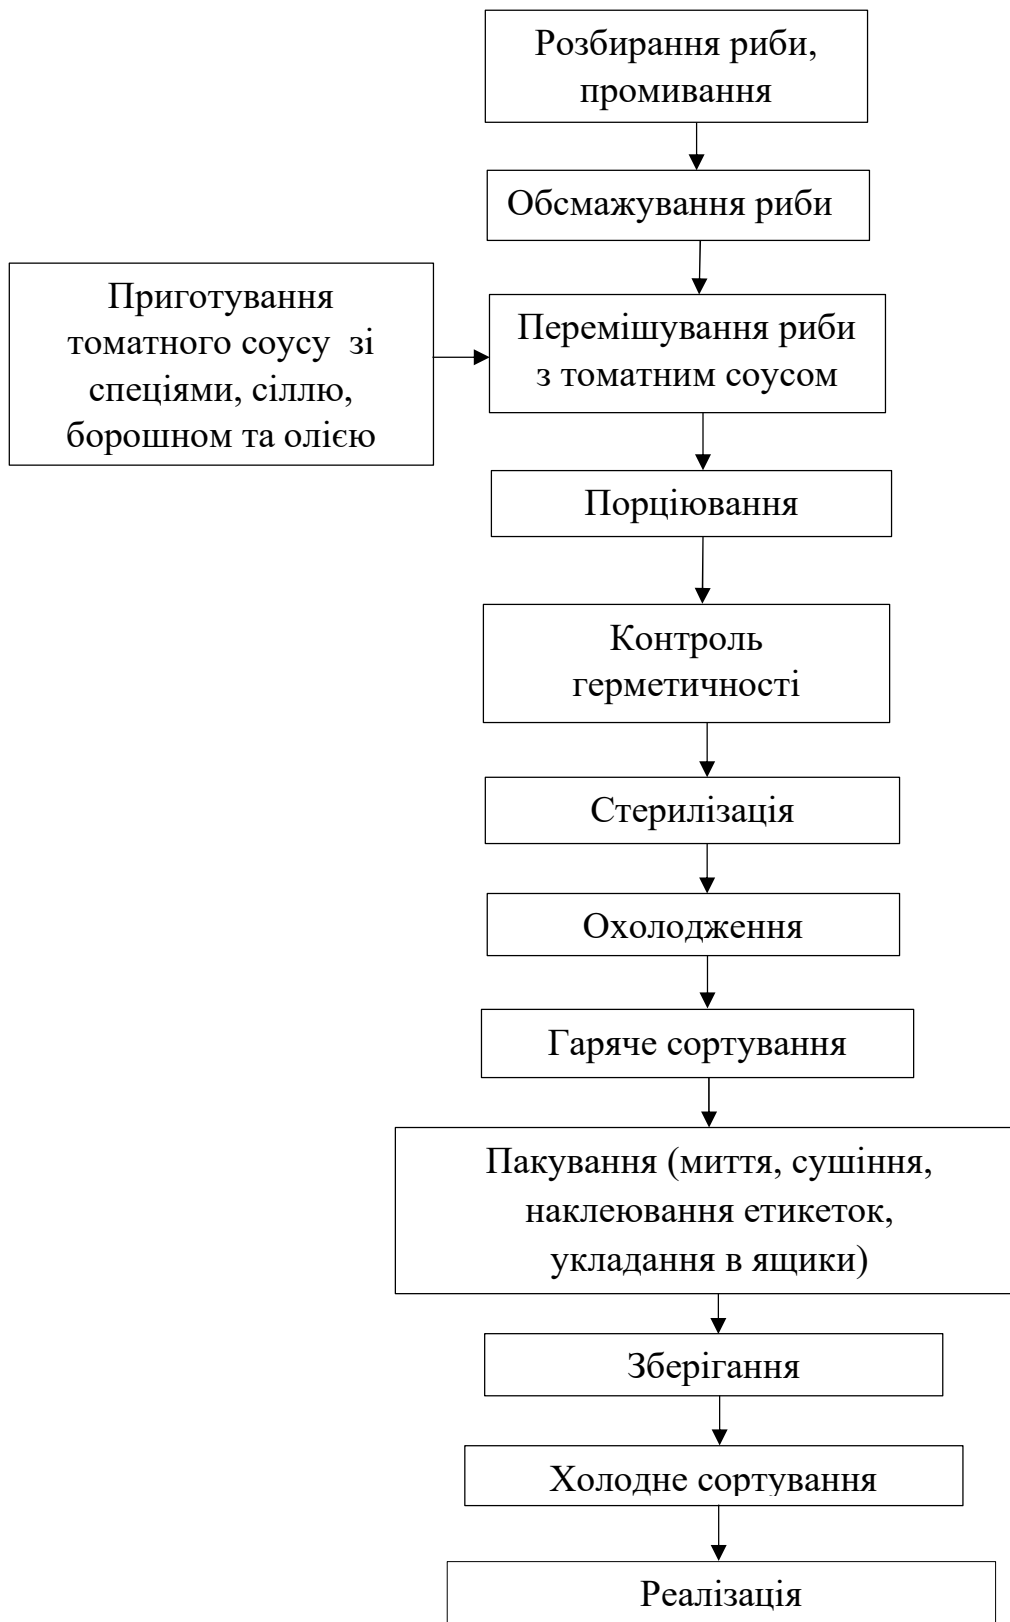 Розбирання риби,
промивання
Обсмажування риби
Приготування
томатного соусу зі
спеціями, сіллю,
борошном та олією
Перемішування риби
з томатним соусом
Порціювання
Контроль
герметичності
Стерилізація
Охолодження
Гаряче сортування
Пакування (миття, сушіння,
наклеювання етикеток,
укладання в ящики)
Зберігання
Холодне сортування
Реалізація